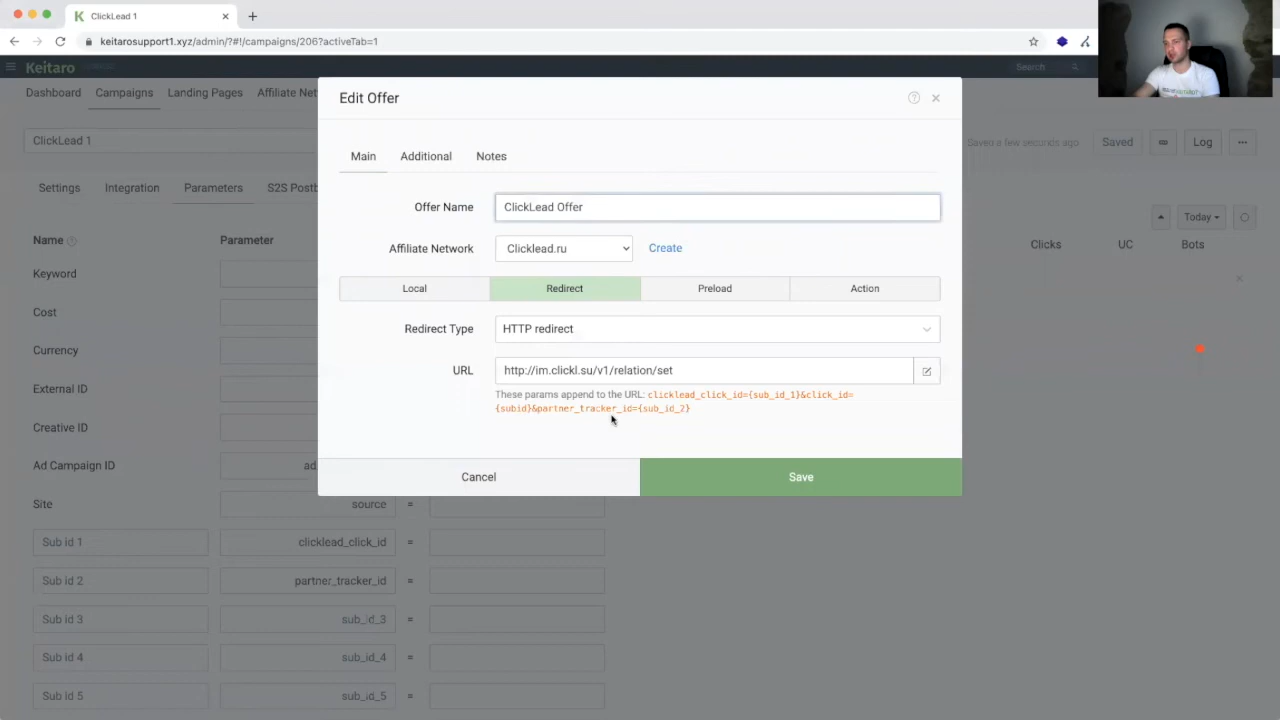 ClickLead 1
keitarosupport1.xyz/admin/?#!/campaigns/206?activeTab=1
Keitaro
Search
Dashboard
Campaigns
Landing Pages
Affiliate Net
ClickLead 1
Saved a few seconds ago
Saved
Log
Settings
Integration
Parameters
S2S Postb
Today
Name
Parameter
Clicks
UC
Bots
Keyword
Cost
Currency
External ID
Creative ID
Ad Campaign ID
ad
Site
source
=
Sub id 1
clicklead_click_id
=
Sub id 2
partner_tracker_id
=
Sub id 3
sub_id_3
=
Sub id 4
sub_id_4
=
Sub id 5
sub_id_5
=
Edit Offer
Main
Additional
Notes
Offer Name
ClickLead Offer
Affiliate Network
Clicklead.ru
Create
Local
Redirect
Preload
Action
Redirect Type
HTTP redirect
URL
http://im.clickl.su/v1/relation/set
These params append to the URL: clicklead_click_id={sub_id_1}&click_id=
{subid}&partner_tracker_id={sub_id_2}
Cancel
Save